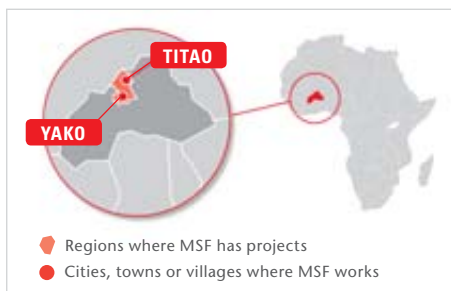 TITAO
YAKO
Regions where MSF has projects
Cities, towns or villages where MSF works